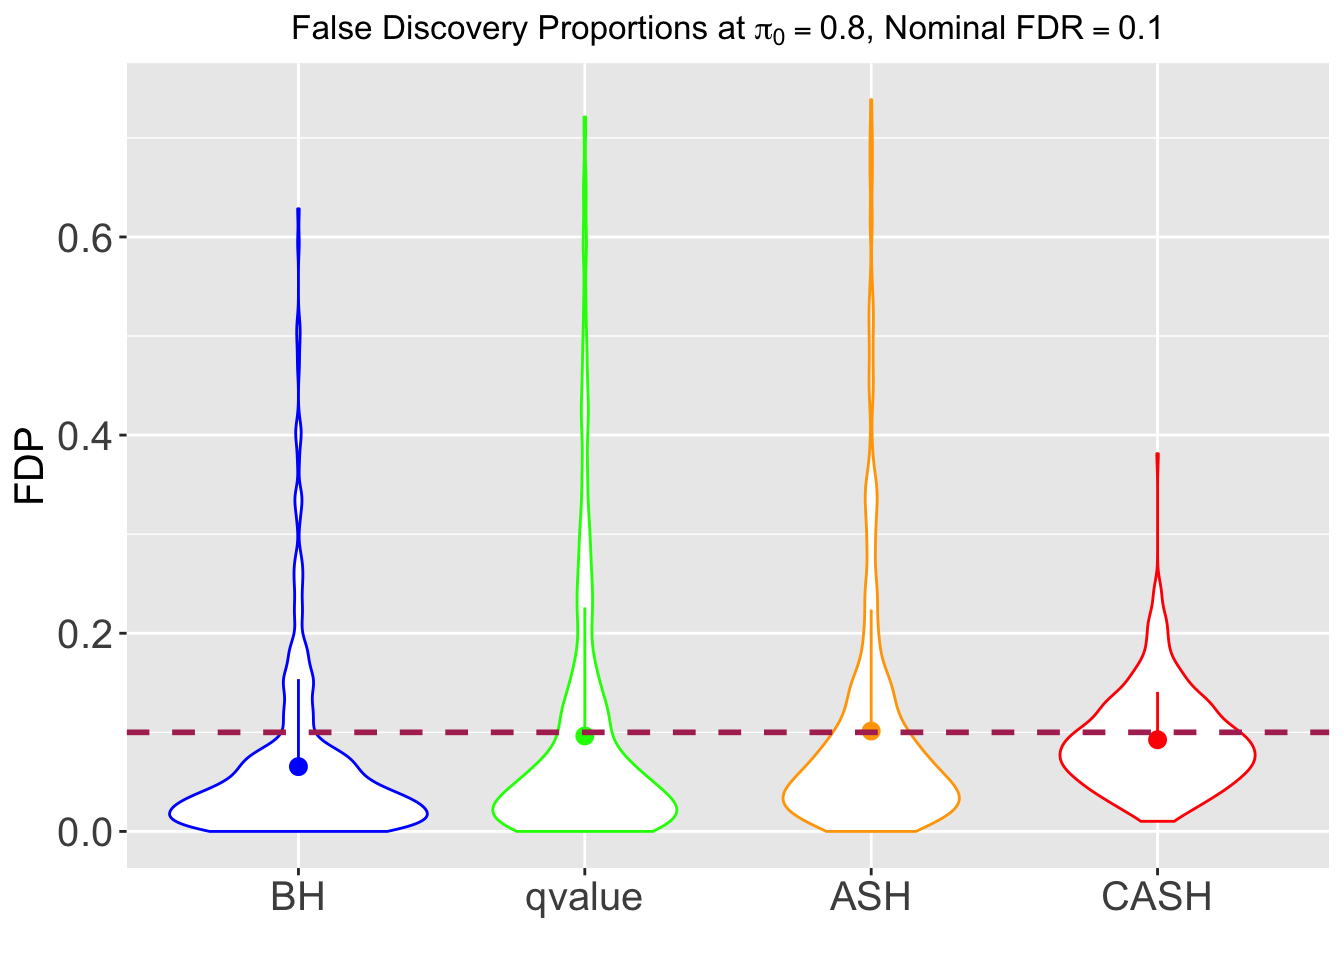 False Discovery Proportions at π₀ = 0.8, Nominal FDR = 0.1
FDP
0.6
0.4
0.2
0.0
BH qvalue ASH CASH